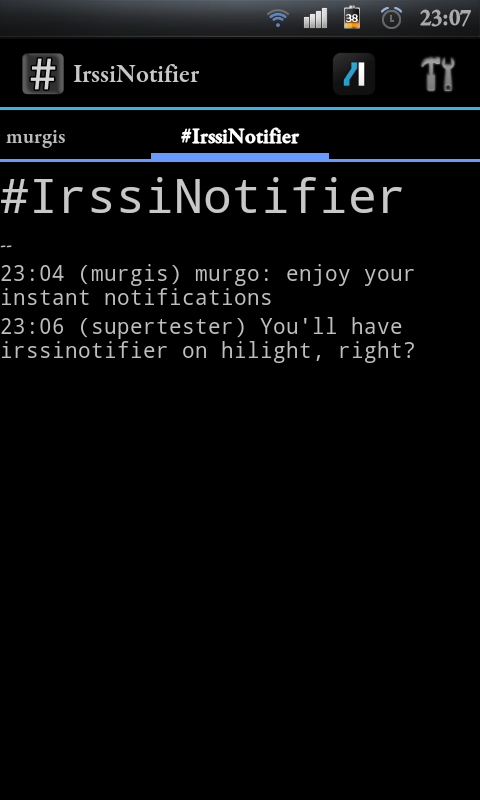 38 23:07
# IrssiNotifier
murgis #IrssiNotifier
#IrssiNotifier
--
23:04 (murgis) murgo: enjoy your
instant notifications
23:06 (supertester) You'll have
irssinotifier on hilight, right?